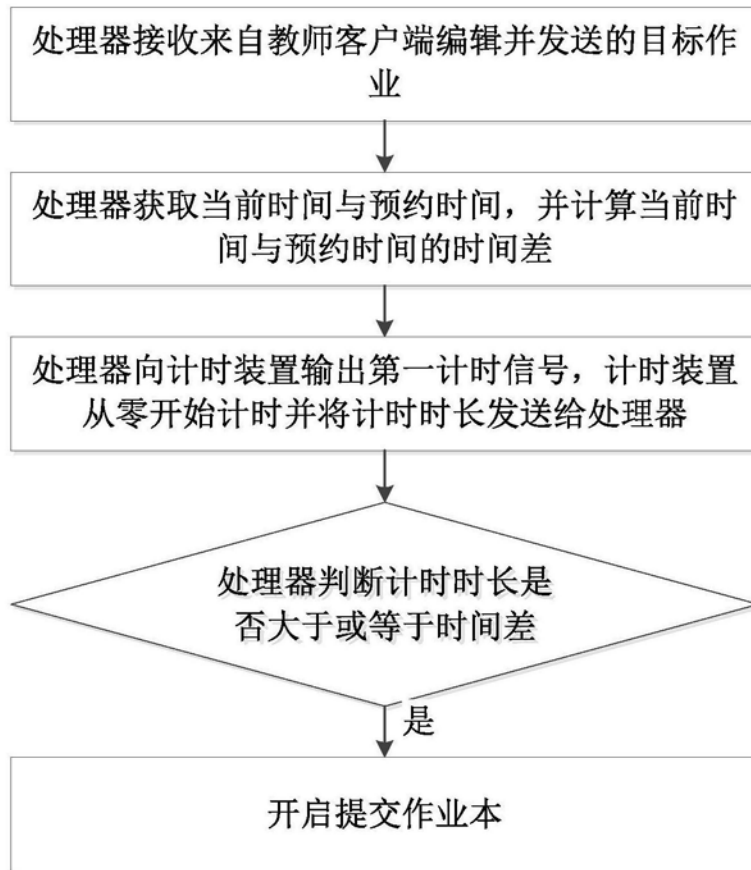 处理器接收来自教师客户端编辑并发送的目标作
业
处理器获取当前时间与预约时间，并计算当前时
间与预约时间的时间差
处理器向计时装置输出第一计时信号，计时装置
从零开始计时并将计时时长发送给处理器
处理器判断计时时长是
否大于或等于时间差
是
开启提交作业本